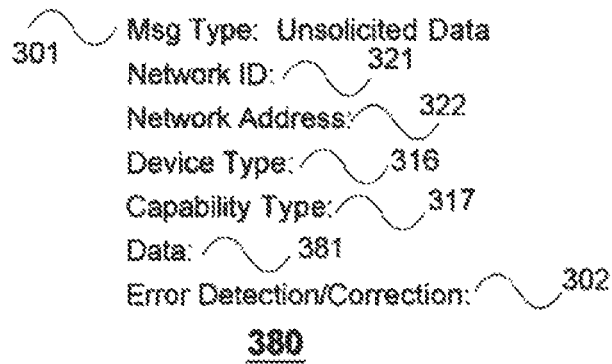 301 Msg Type: Unsolicited Data
Network ID: 321
Network Address: 322
Device Type: 316
Capability Type: 317
Data: 381
Error Detection/Correction: 302
380